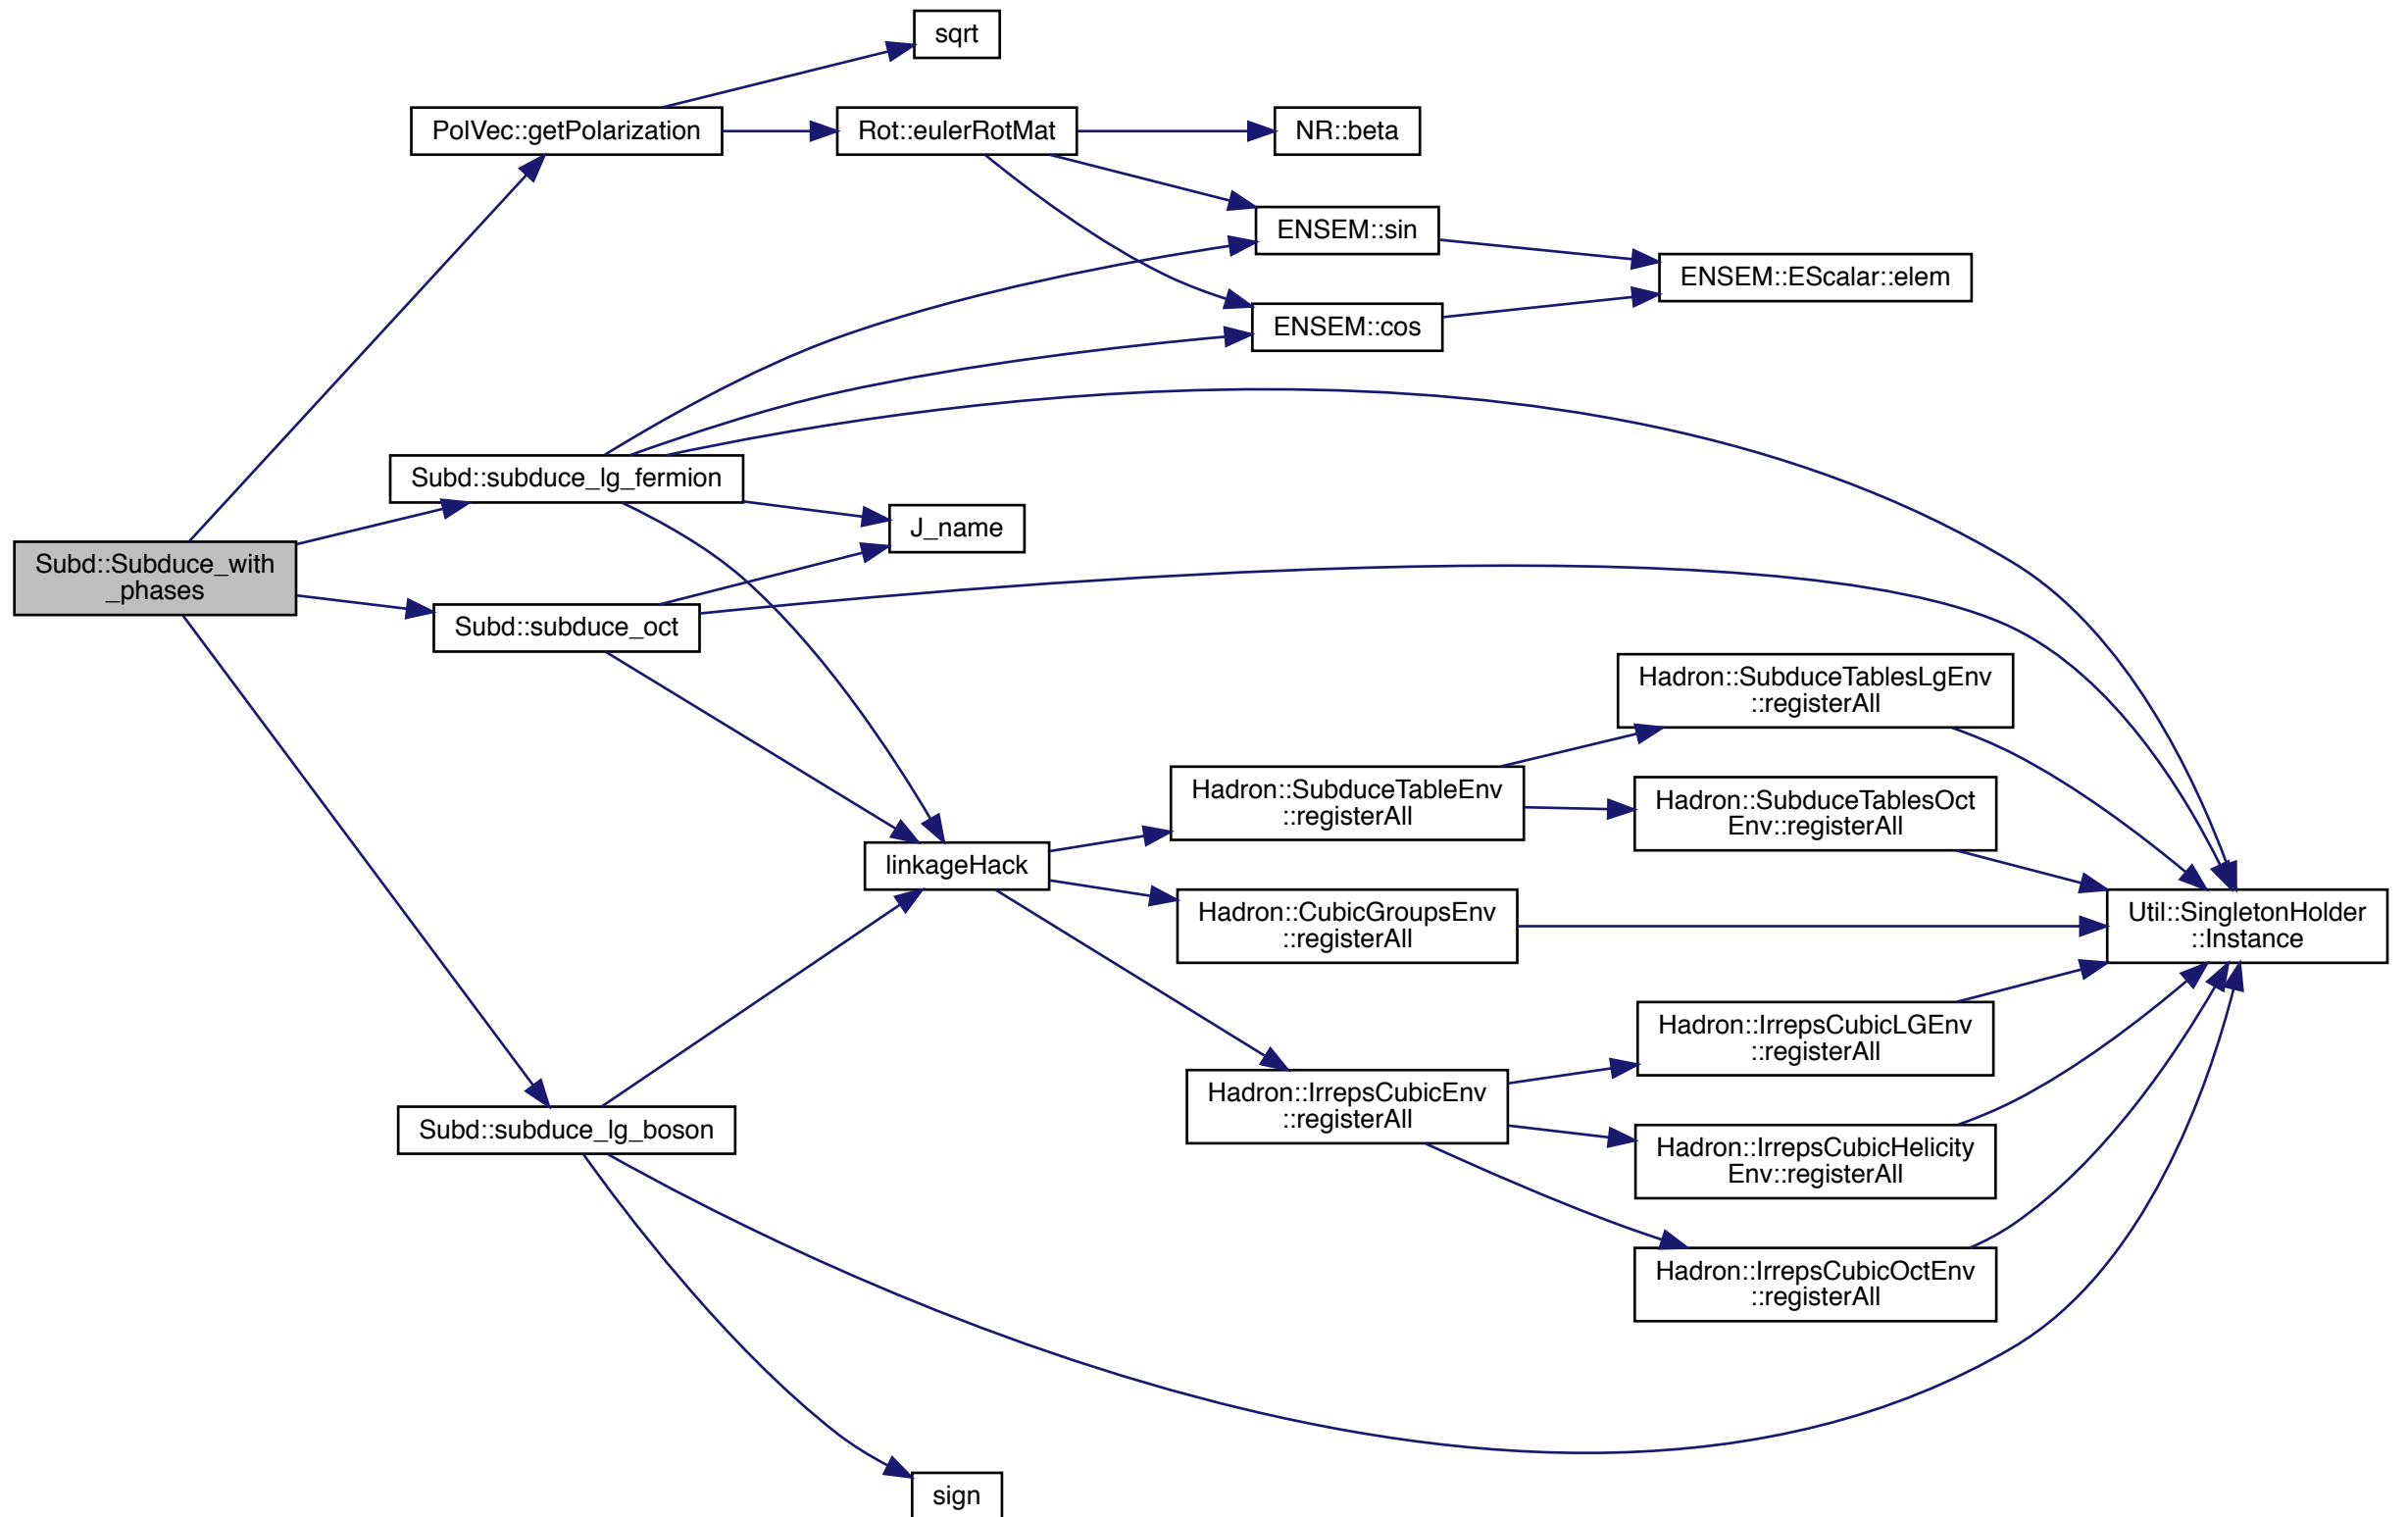 sqrt
PolVec::getPolarization
Rot::eulerRotMat
NR::beta
ENSEM::sin
ENSEM::EScalar::elem
ENSEM::cos
Subd::subduce_lg_fermion
J_name
Subd::Subduce_with
_phases
Subd::subduce_oct
Hadron::SubduceTablesLgEnv
::registerAll
Hadron::SubduceTableEnv
::registerAll
Hadron::SubduceTablesOct
Env::registerAll
linkageHack
Hadron::CubicGroupsEnv
::registerAll
Util::SingletonHolder
::Instance
Hadron::IrrepsCubicLGEnv
::registerAll
Hadron::IrrepsCubicEnv
::registerAll
Subd::subduce_lg_boson
Hadron::IrrepsCubicHelicity
Env::registerAll
Hadron::IrrepsCubicOctEnv
::registerAll
sign